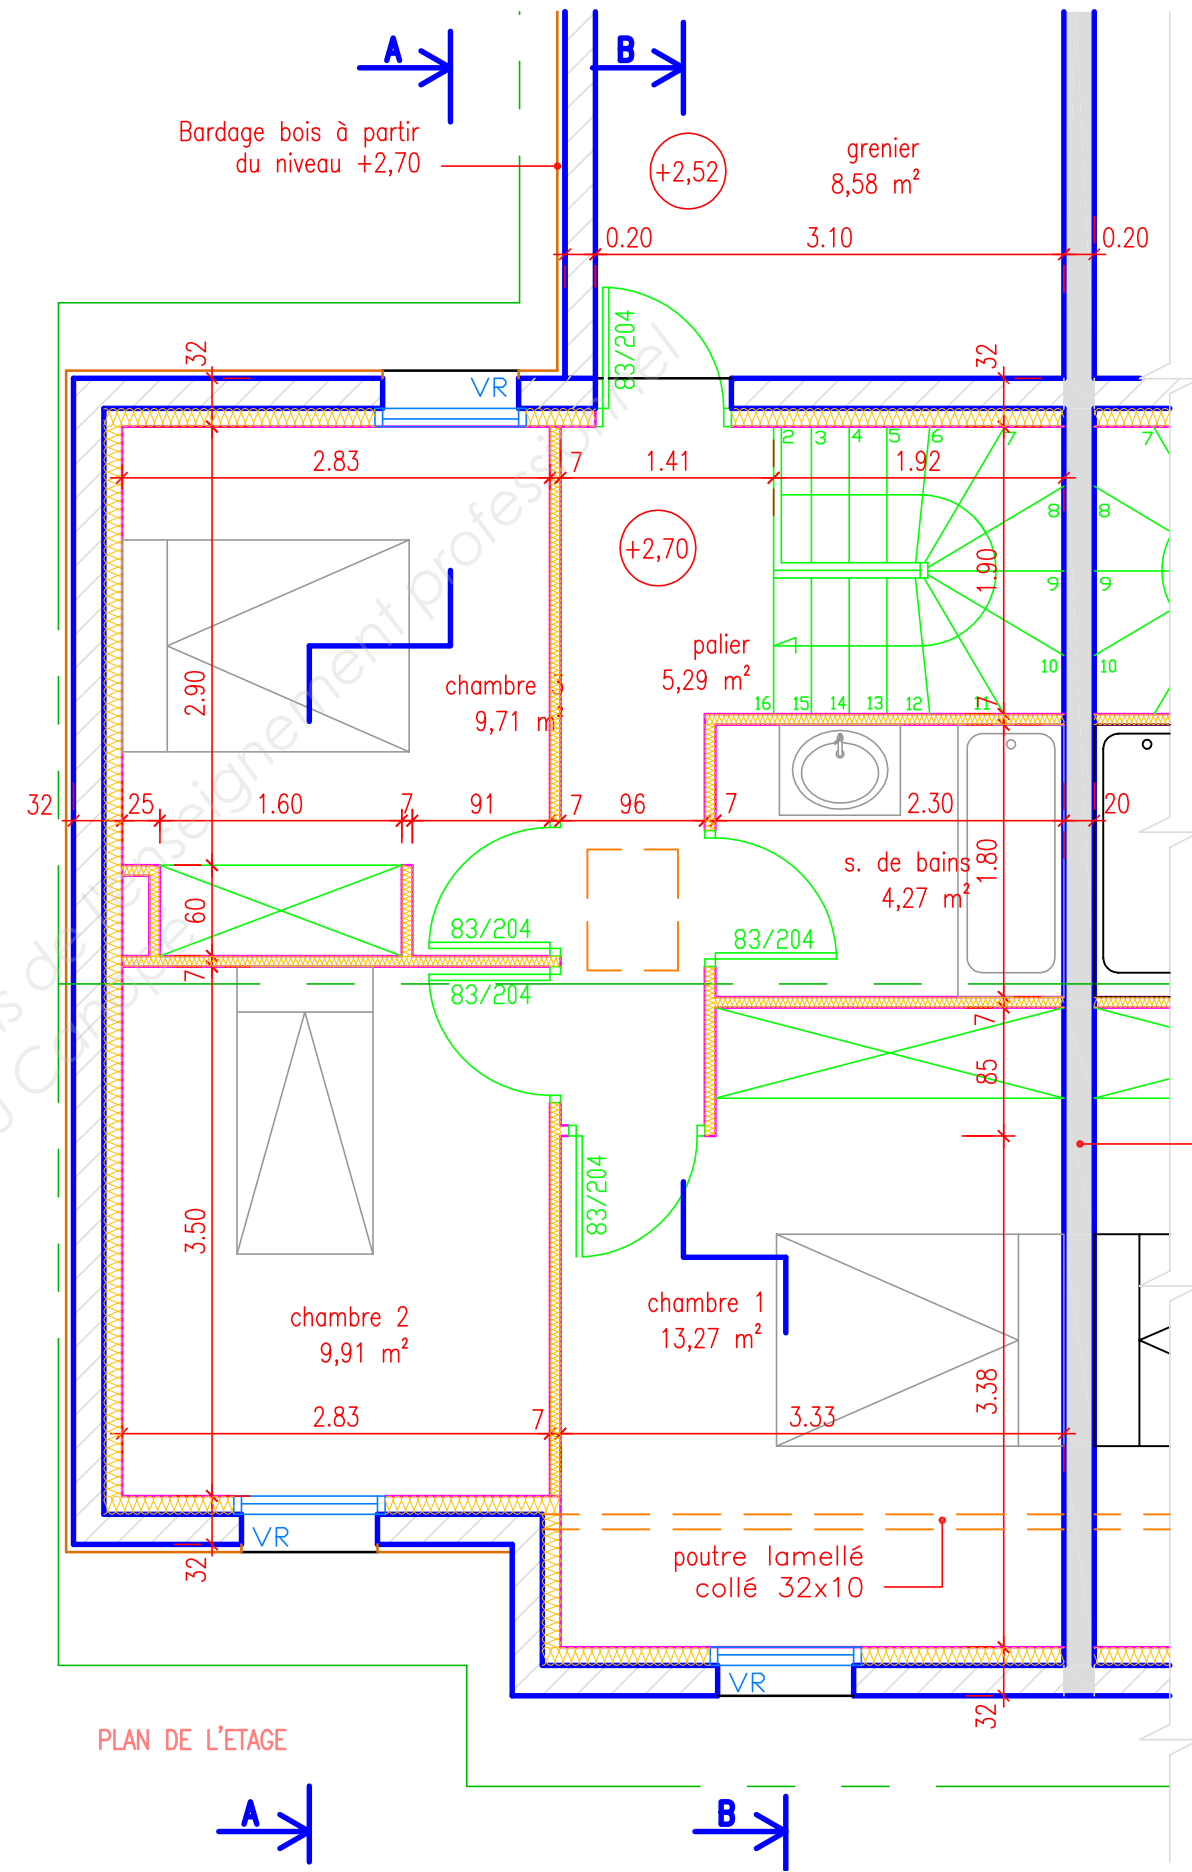 A
B
Bardage bois à partir
du niveau +2,70
+2,52
grenier
8,58 m²
0.20
3.10
0.20
83/204
32
32
VR
2 3 4 5 6 7
7
2.83
7
1.41
1.92
8
8
+2,70
1.90
9
9
palier
5,29 m²
2.90
chambre
9,71 m²
10
10
16 15 14 13 12 11
7
32
25
1.60
7
91
7
96
7
2.30
20
s. de bains
4,27 m²
1.80
60
83/204
83/204
7
83/204
7
85
83/204
3.50
chambre 2
9,91 m²
chambre 1
13,27 m²
3.38
2.83
7
3.33
VR
32
poutre lamellé
collé 32x10
VR
32
PLAN DE L'ETAGE
A
B
de l'enseignement professionnel